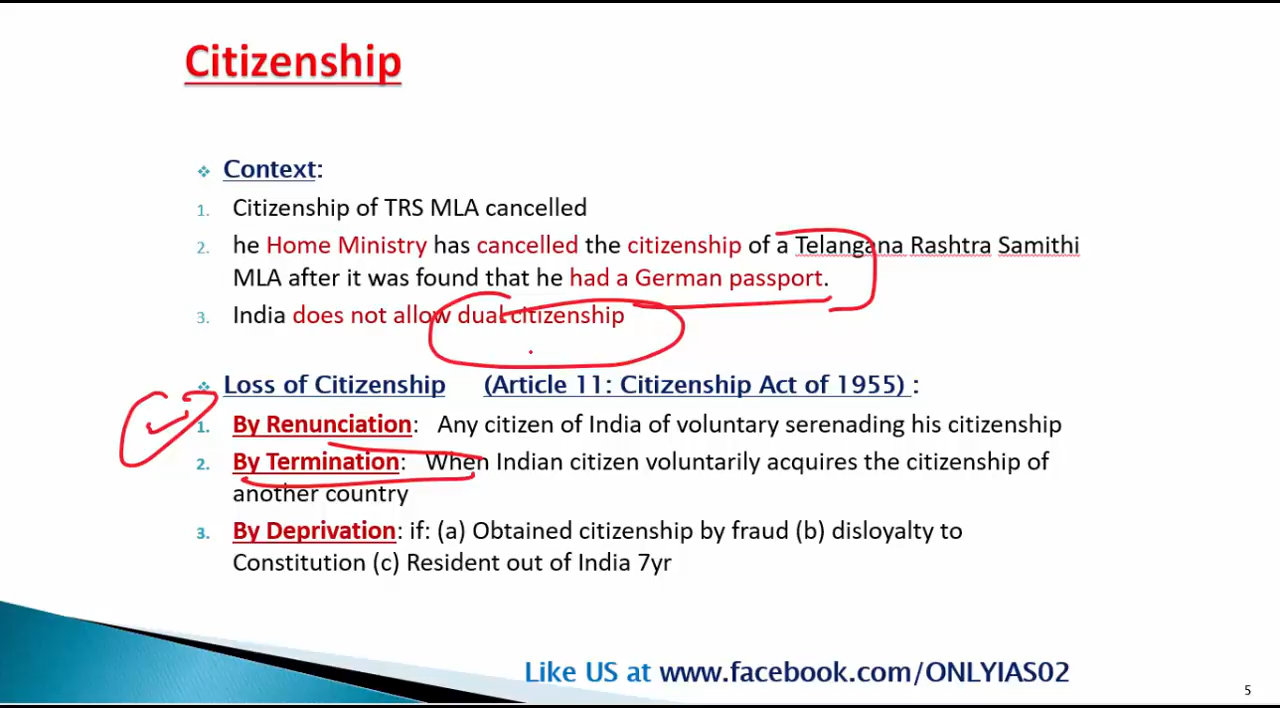 Citizenship
❖ Context:
1. Citizenship of TRS MLA cancelled
2. he Home Ministry has cancelled the citizenship of a Telangana Rashtra Samithi
MLA after it was found that he had a German passport.
3. India does not allow dual citizenship
❖ Loss of Citizenship (Article 11: Citizenship Act of 1955) :
1. By Renunciation: Any citizen of India of voluntary serenading his citizenship
2. By Termination: When Indian citizen voluntarily acquires the citizenship of
another country
3. By Deprivation: if: (a) Obtained citizenship by fraud (b) disloyalty to
Constitution (c) Resident out of India 7yr
Like US at www.facebook.com/ONLYIAS02
5